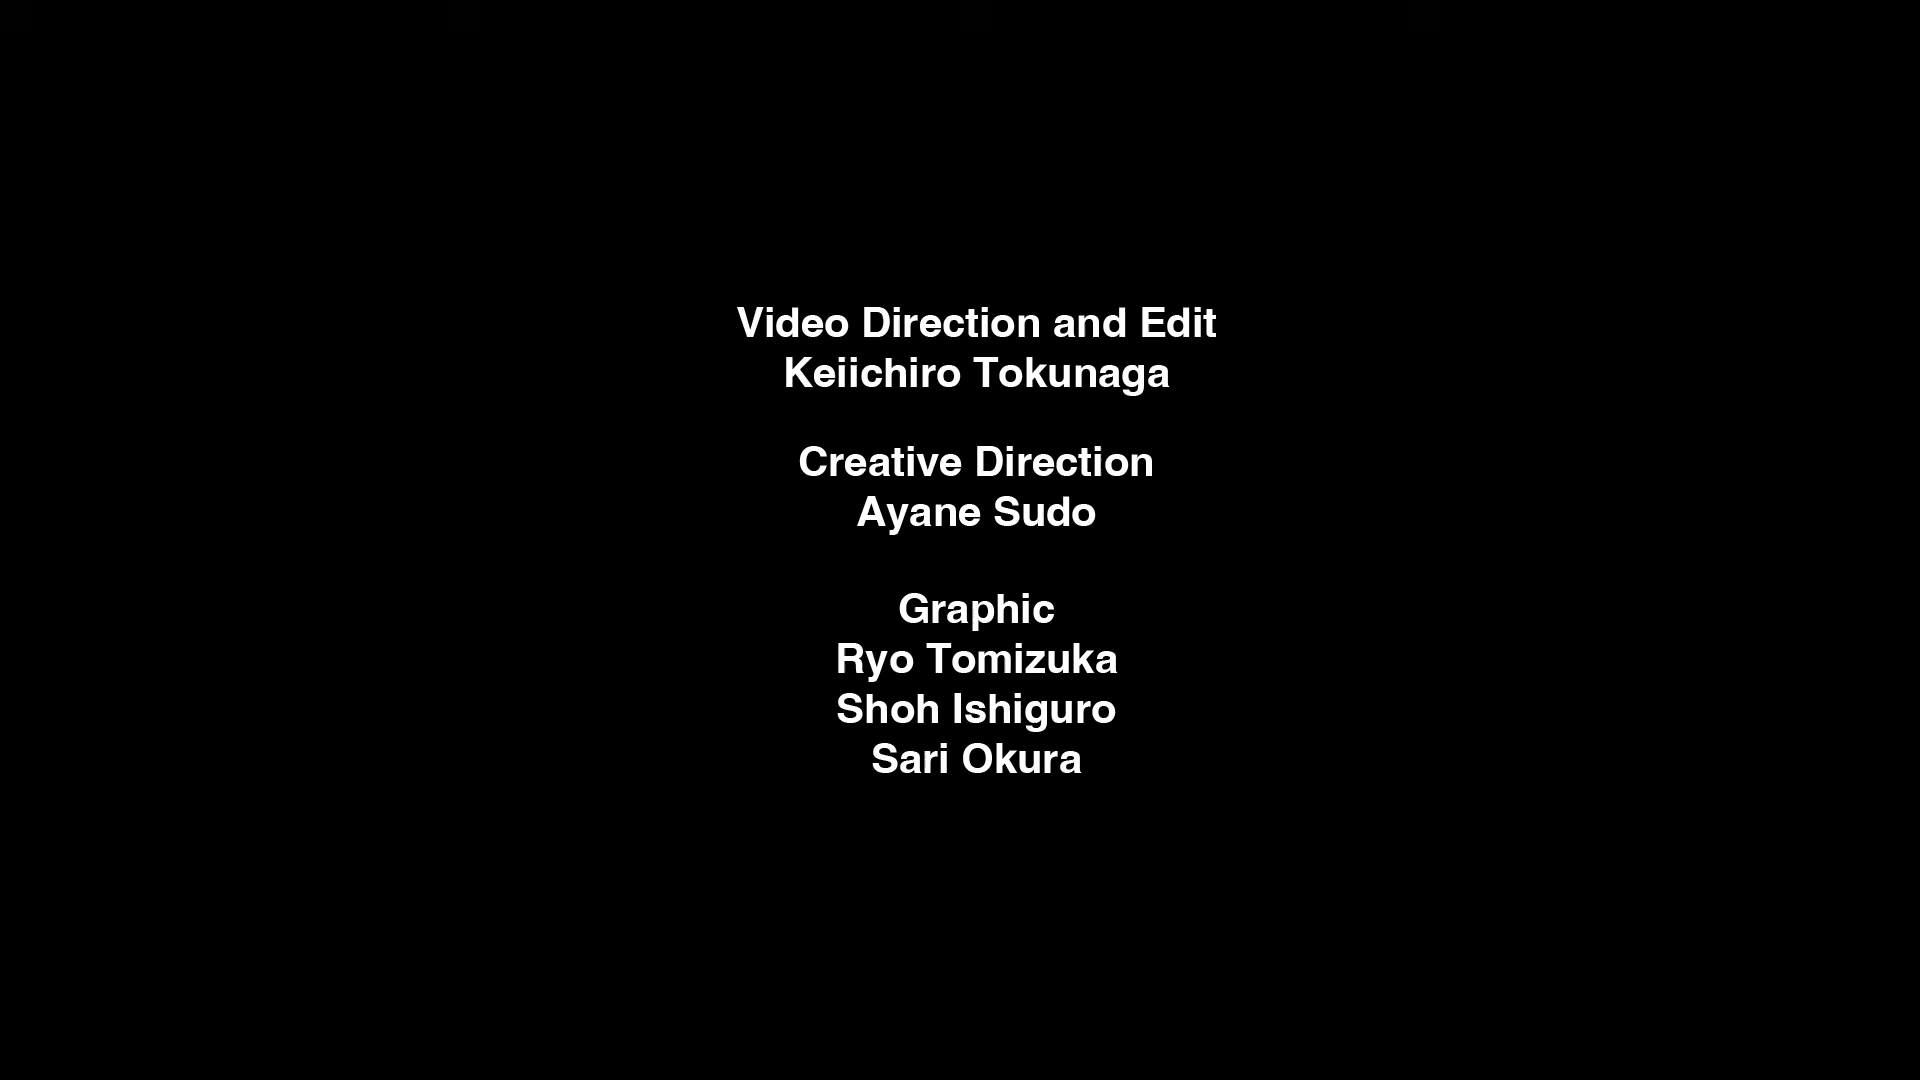 Video Direction and Edit
Keiichiro Tokunaga
Creative Direction
Ayane Sudo
Graphic
Ryo Tomizuka
Shoh Ishiguro
Sari Okura